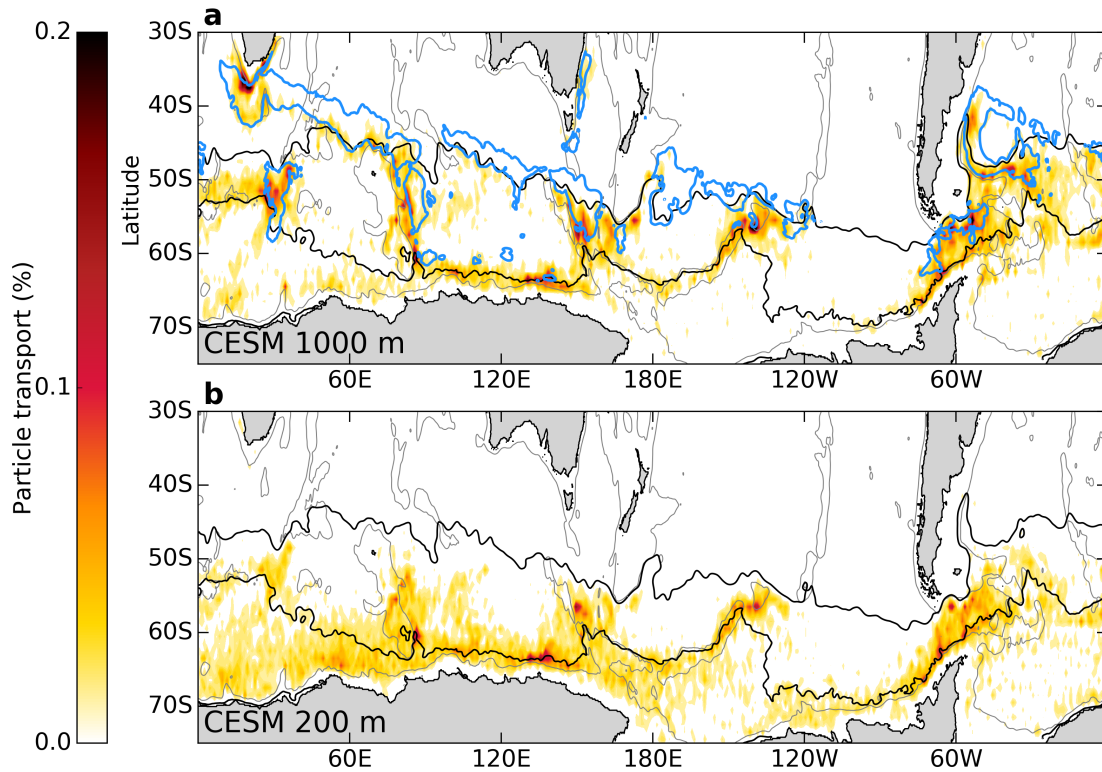 a
0.2
0.1
0.0
Particle transport (%)
Latitude
30S
40S
50S
60S
70S
CESM 1000 m
60E
120E
180E
120W
60W
b
30S
40S
50S
60S
70S
CESM 200 m
60E
120E
180E
120W
60W